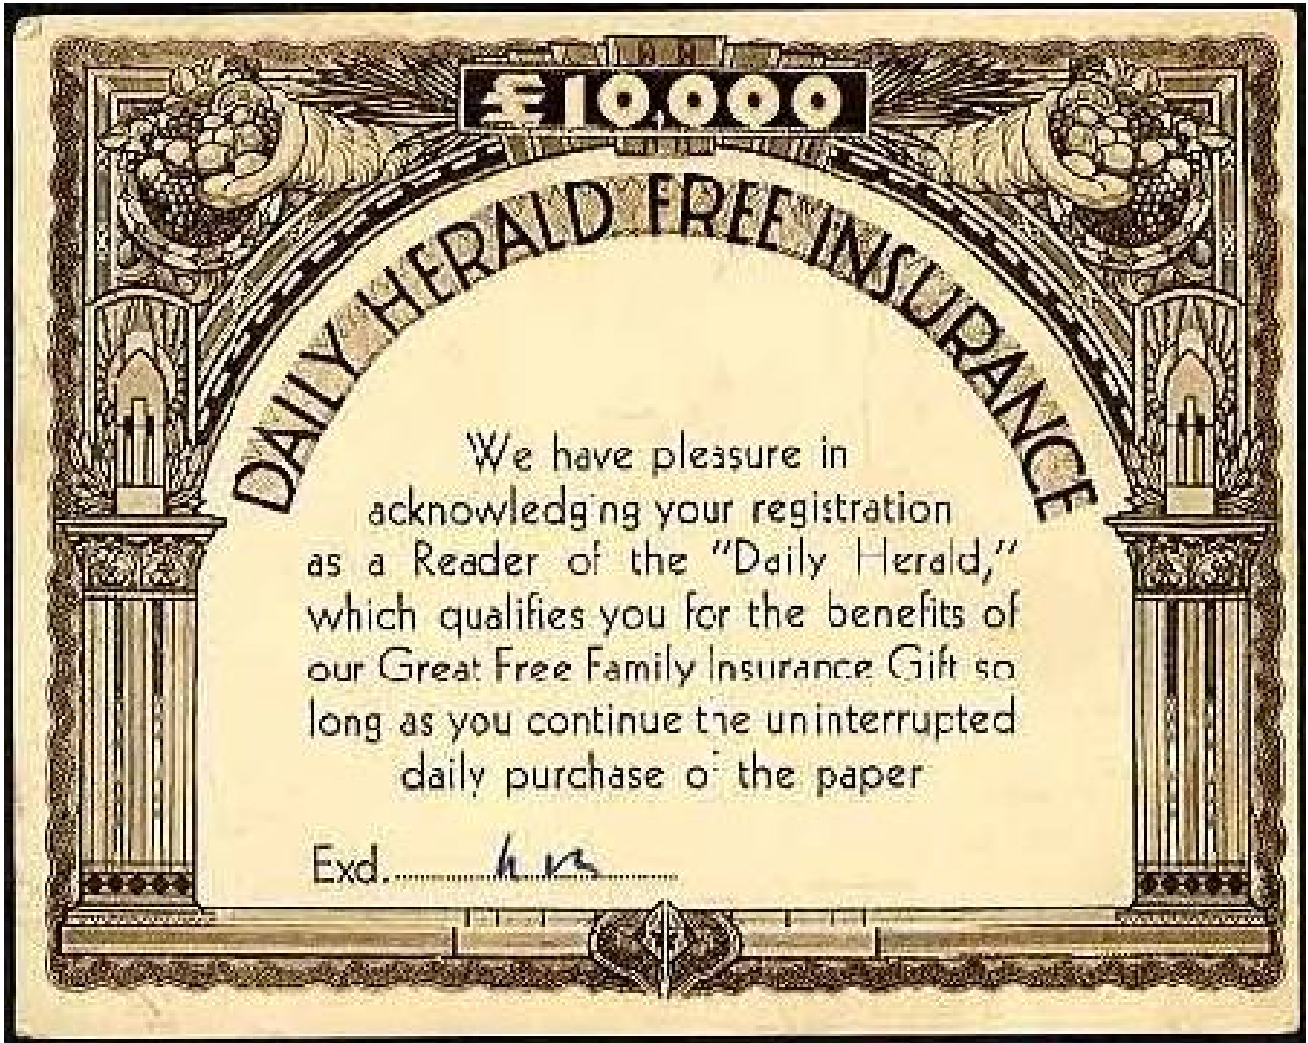 £10,000
DAILY HERALD FREE INSURANCE
We have pleasure in
acknowledging your registration
as a Reader of the "Daily Herald,"
which qualifies you for the benefits of
our Great Free Family Insurance Gift so
long as you continue the uninterrupted
daily purchase of the paper
Exd.